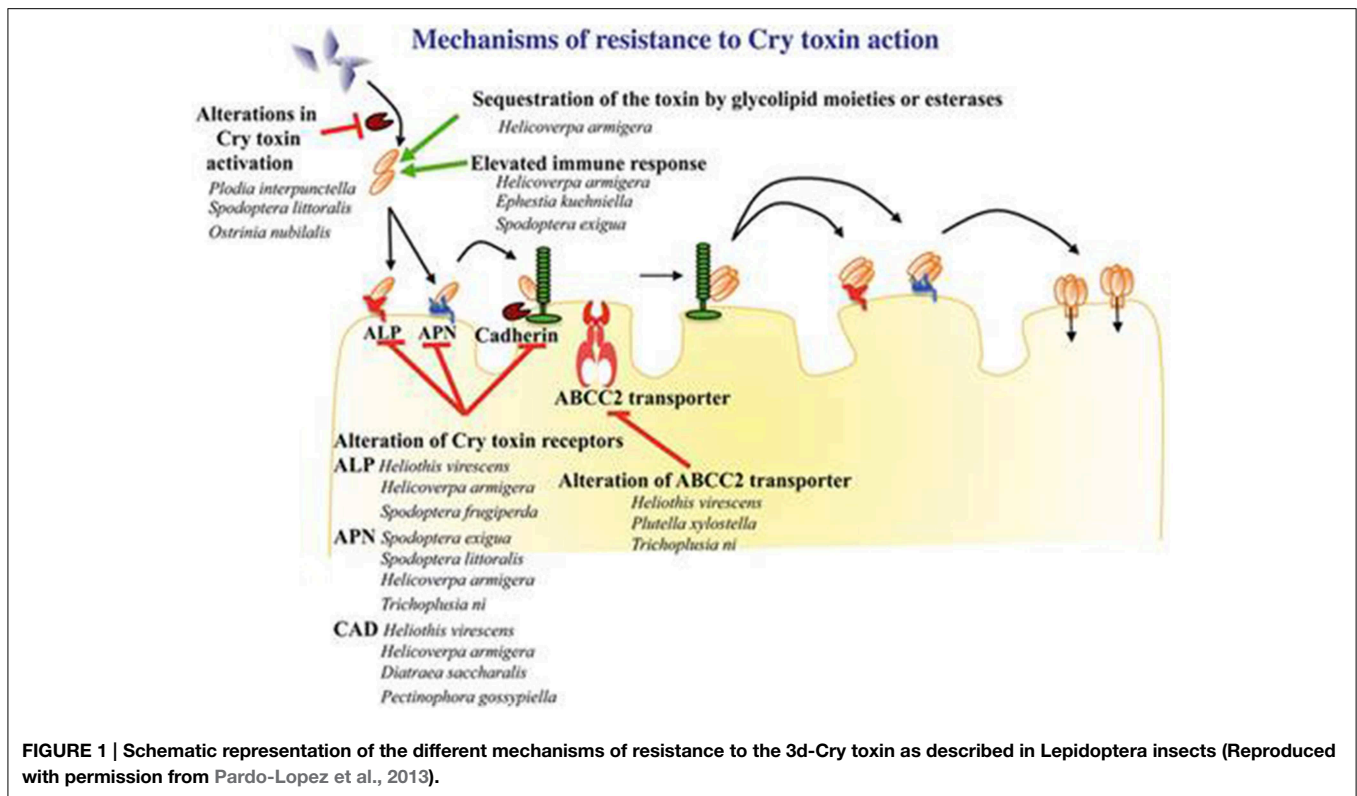 Mechanisms of resistance to Cry toxin action
Alterations in
Cry toxin
activation
Plodia interpunctella
Spodoptera littoralis
Ostrinia nubilalis
Sequestration of the toxin by glycolipid moieties or esterases
Helicoverpa armigera
Elevated immune response
Helicoverpa armigera
Ephestia kuehniella
Spodoptera exigua
ALP APN Cadherin
ABCC2 transporter
Alteration of Cry toxin receptors
ALP Heliothis virescens
Helicoverpa armigera
Spodoptera frugiperda
APN Spodoptera exigua
Spodoptera littoralis
Helicoverpa armigera
Trichoplusia ni
CAD Heliothis virescens
Helicoverpa armigera
Diatraea saccharalis
Pectinophora gossypiella
Alteration of ABCC2 transporter
Heliothis virescens
Plutella xylostella
Trichoplusia ni
FIGURE 1 | Schematic representation of the different mechanisms of resistance to the 3d-Cry toxin as described in Lepidoptera insects (Reproduced
with permission from Pardo-Lopez et al., 2013).